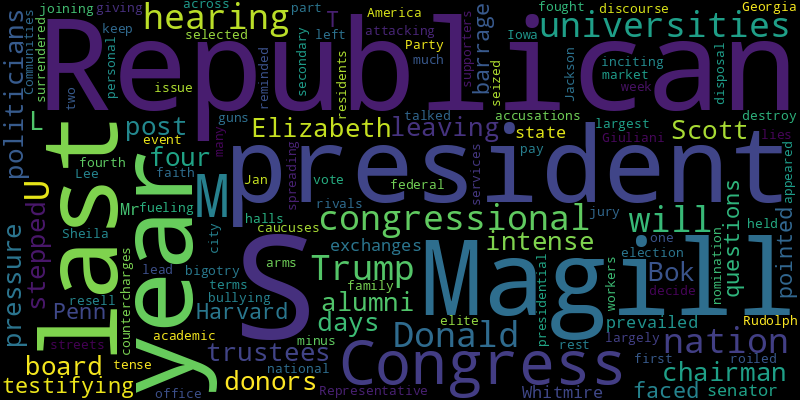 joining giving across part America fought discourse Georgia
hearing selected left T Iowa universities
Republican
politicians Communities surrendered keep personal two issue reminded secondary residents attacking Party much supporters barrage seized inciting market week Jackson disposal
L post Elizabeth leaving accusations largest destroy
guns talked state Giuliani Scott lies
event many
last year president
fourth four pay
Lee faith Jan spreading vote federal services appeared
U M rivals jury
stepped Mr fueling halls congressional will held
Sheila city caucuses intense one questions pointed
pressure S exchanges election nomination
lead bigotry Trump Magill Bok
countercharges terms arms family presidential workers decide
resell bullying alumni
Penn Harvard days elite prevailed Rudolph
streets academic minus Donald rest largely nation
board tense trustees Congress first roiled
testifying national donors chairman
office Representative Whitmire faced senator